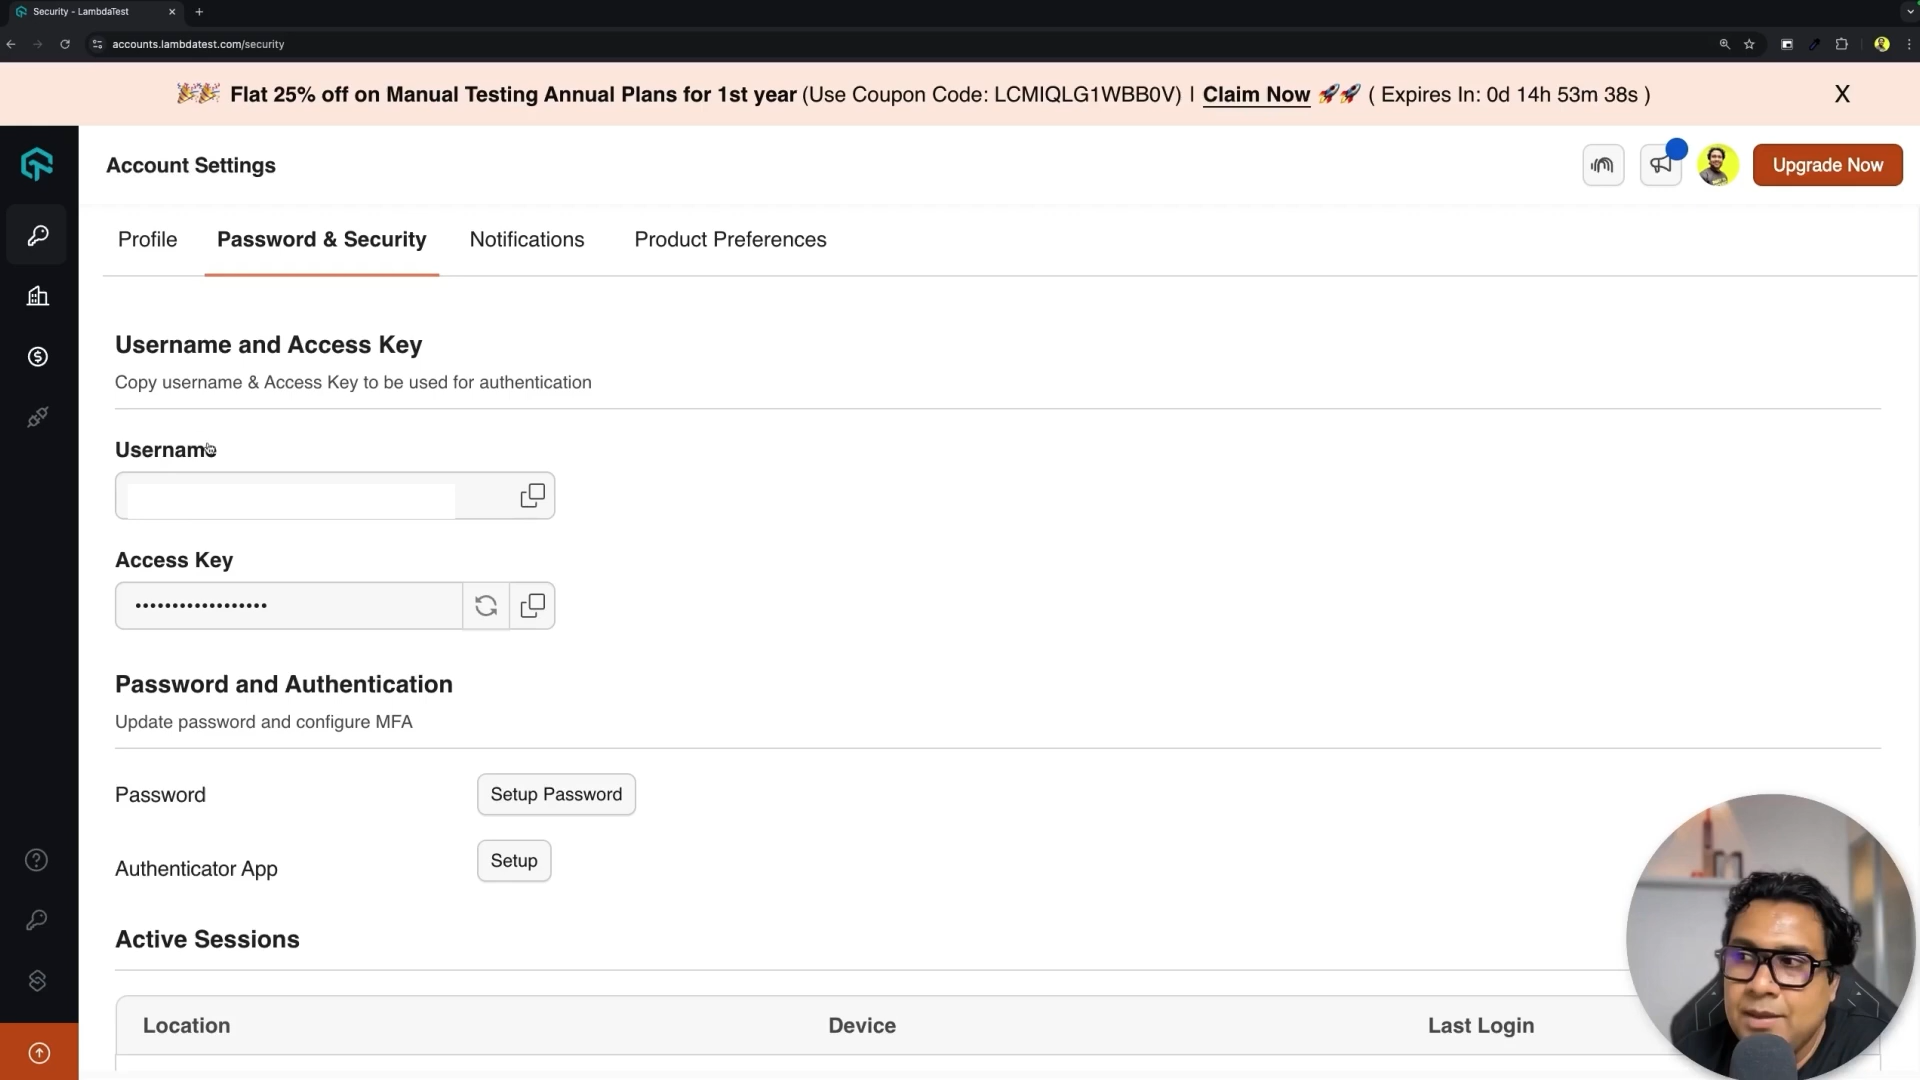 Security - LambdaTest
accounts.lambdatest.com/security
Flat 25% off on Manual Testing Annual Plans for 1st year (Use Coupon Code: LCMIQLG1WBB0V) | Claim Now ( Expires In: 0d 14h 53m 38s ) X
Account Settings
Upgrade Now
Profile
Password & Security
Notifications
Product Preferences
Username and Access Key
Copy username & Access Key to be used for authentication
Username
Access Key
••••••••••••••••••
Password and Authentication
Update password and configure MFA
Password
Setup Password
Authenticator App
Setup
Active Sessions
Location
Device
Last Login